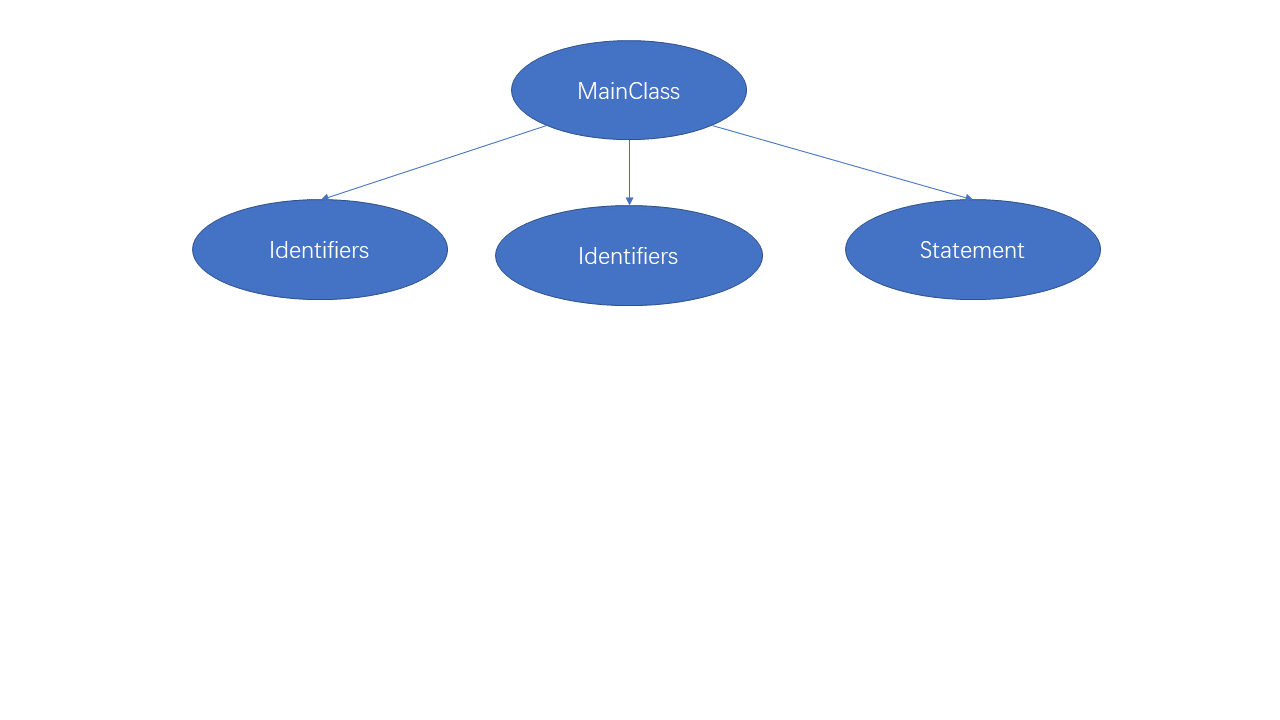 MainClass
Identifiers
Identifiers
Statement